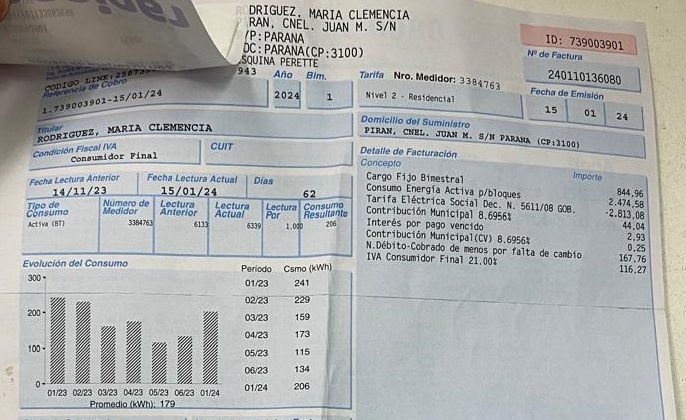 RODRIGUEZ, MARIA CLEMENCIA
PIRAN, CNEL. JUAN M. S/N
/P:PARANA
OC:PARANA(CP:3100)
ESQUINA PERETTE
943
CODIGO LINK:
Referencia de Cobro
1.739003901-15/01/24
Año Bim.
2024 1
Tarifa Nro. Medidor: 3384763
Nivel 2 - Residencial
ID: 739003901
Nº de Factura
240110136080
Fecha de Emisión
15 01 24
Titular
RODRIGUEZ, MARIA CLEMENCIA
Domicilio del Suministro
PIRAN, CNEL. JUAN M. S/N PARANA (CP:3100)
Condición Fiscal IVA CUIT
Consumidor Final
Fecha Lectura Anterior Fecha Lectura Actual Días
14/11/23 15/01/24 62
Tipo de Consumo Número de Medidor Lectura Anterior Lectura Actual Lectura Por Consumo Resultante
Activa (BT) 3384763 6133 6339 1.000 206
Detalle de Facturación
Concepto Importe
Cargo Fijo Bimestral 844,96
Consumo Energía Activa p/bloques 2.474,58
Tarifa Eléctrica Social Dec. N. 5611/08 GOB. -2.813,08
Contribución Municipal 8.6956% 44,04
Interés por pago vencido 2,93
Contribución Municipal(CV) 8.6956% 0,25
N.Débito-Cobrado de menos por falta de cambio 167,76
IVA Consumidor Final 21.00% 116,27
Evolución del Consumo
300
200
100
0
01/23 02/23 03/23 04/23 05/23 06/23 01/24
Promedio (kWh): 179
Período Csmo (kWh)
01/23 241
02/23 229
03/23 159
04/23 173
05/23 115
06/23 134
01/24 206